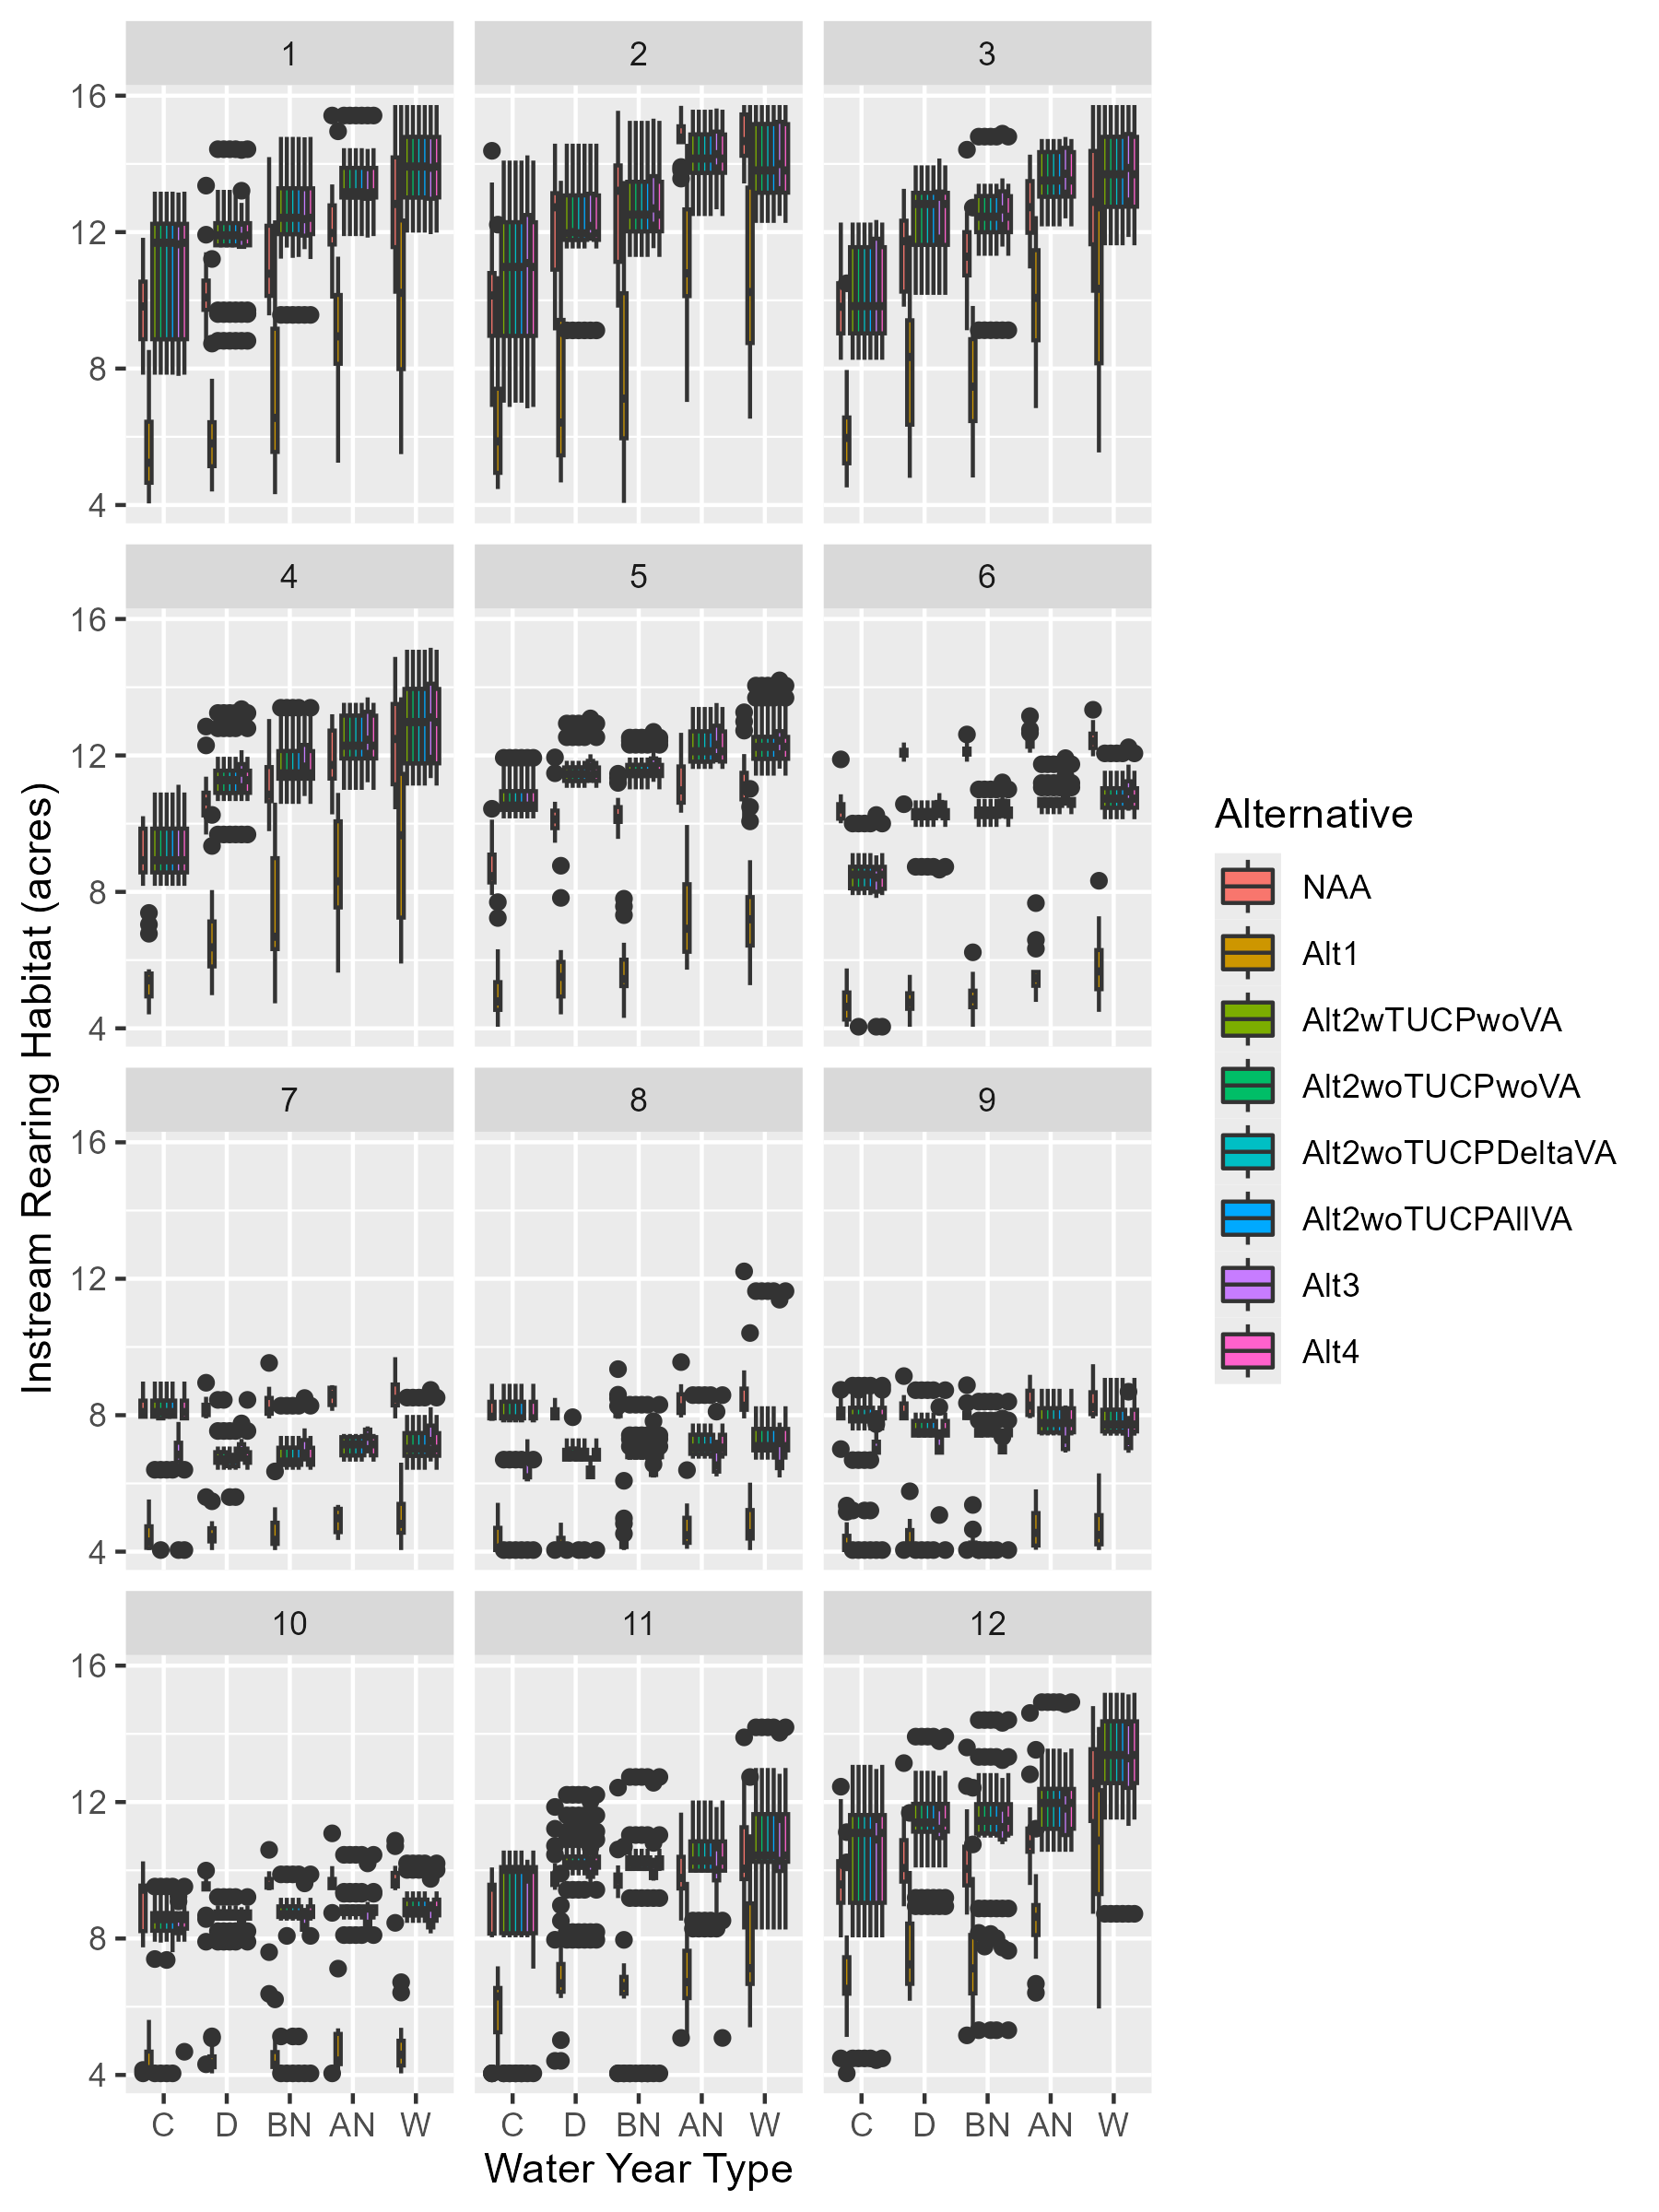 1 2 3
16
12
8
4
4 5 6
16
12
8
4
Instream Rearing Habitat (acres)
7 8 9
16
12
8
4
10 11 12
16
12
8
4
C D BN AN W C D BN AN W C D BN AN W
Water Year Type
Alternative
NAA
Alt1
Alt2wTUCPwoVA
Alt2woTUCPwoVA
Alt2woTUCPDeltaVA
Alt2woTUCPAllVA
Alt3
Alt4